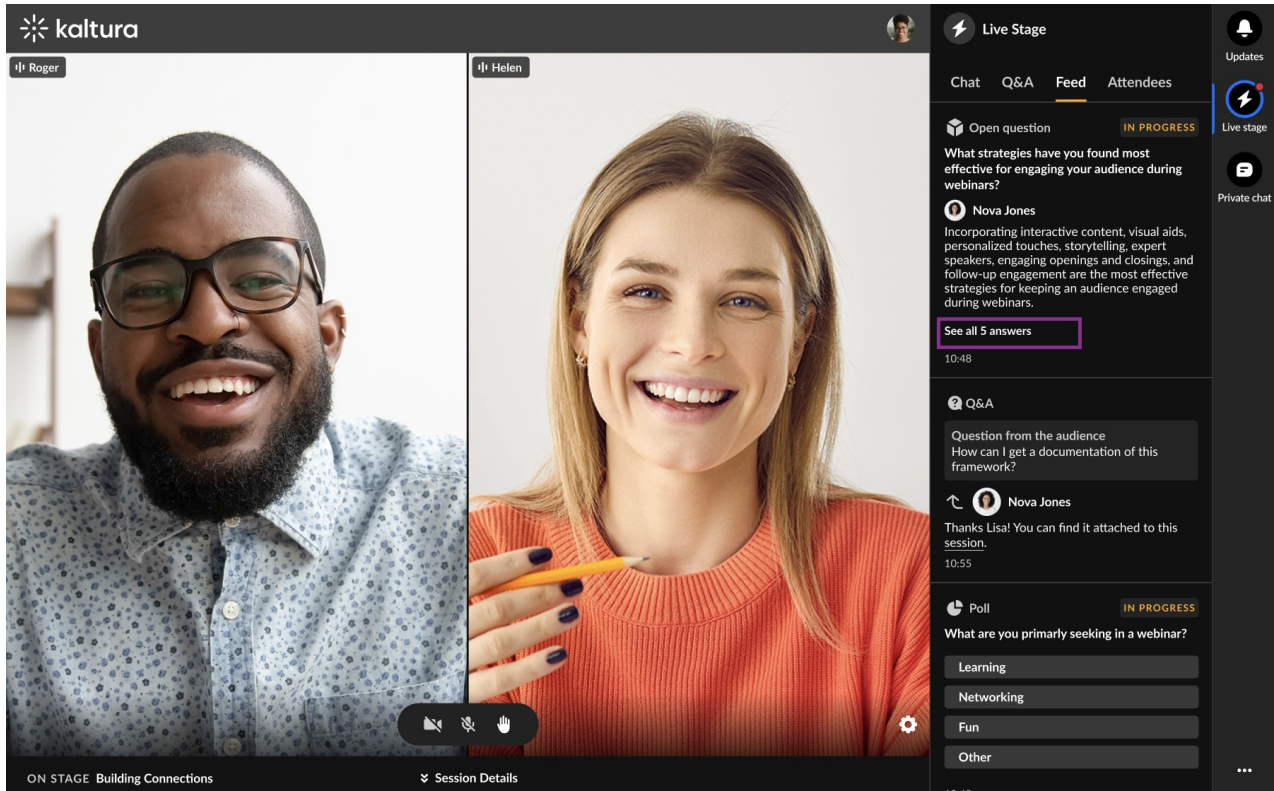 kaltura
Roger
Helen
ON STAGE Building Connections
Session Details
Live Stage
Chat Q&A Feed Attendees
Open question IN PROGRESS
What strategies have you found most
effective for engaging your audience during
webinars?
Nova Jones
Incorporating interactive content, visual aids,
personalized touches, storytelling, expert
speakers, engaging openings and closings, and
follow-up engagement are the most effective
strategies for keeping an audience engaged
during webinars.
See all 5 answers
10:48
Q&A
Question from the audience
How can I get a documentation of this
framework?
Nova Jones
Thanks Lisa! You can find it attached to this
session.
10:55
Poll IN PROGRESS
What are you primarly seeking in a webinar?
Learning
Networking
Fun
Other
Updates
Live stage
Private chat